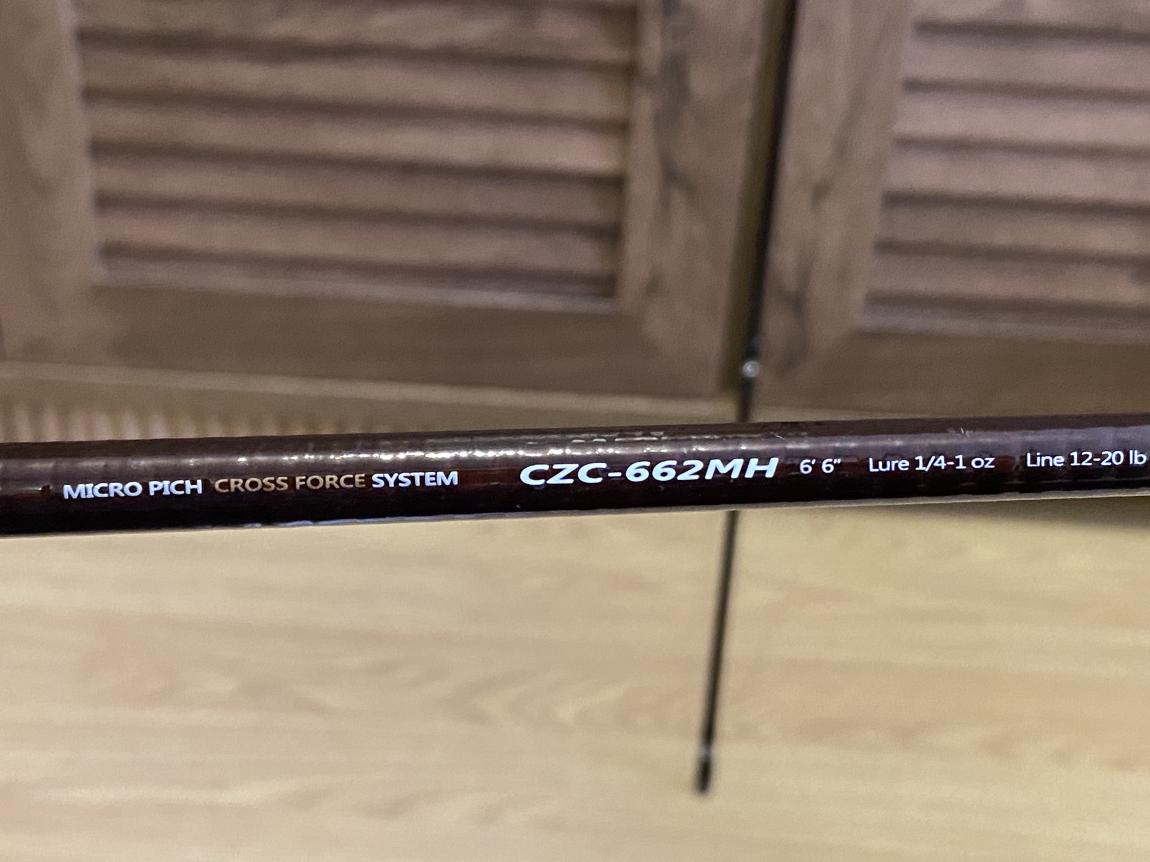 MICRO PICH CROSS FORCE SYSTEM CZC-662MH 6' 6" Lure 1/4-1 oz Line 12-20 lb